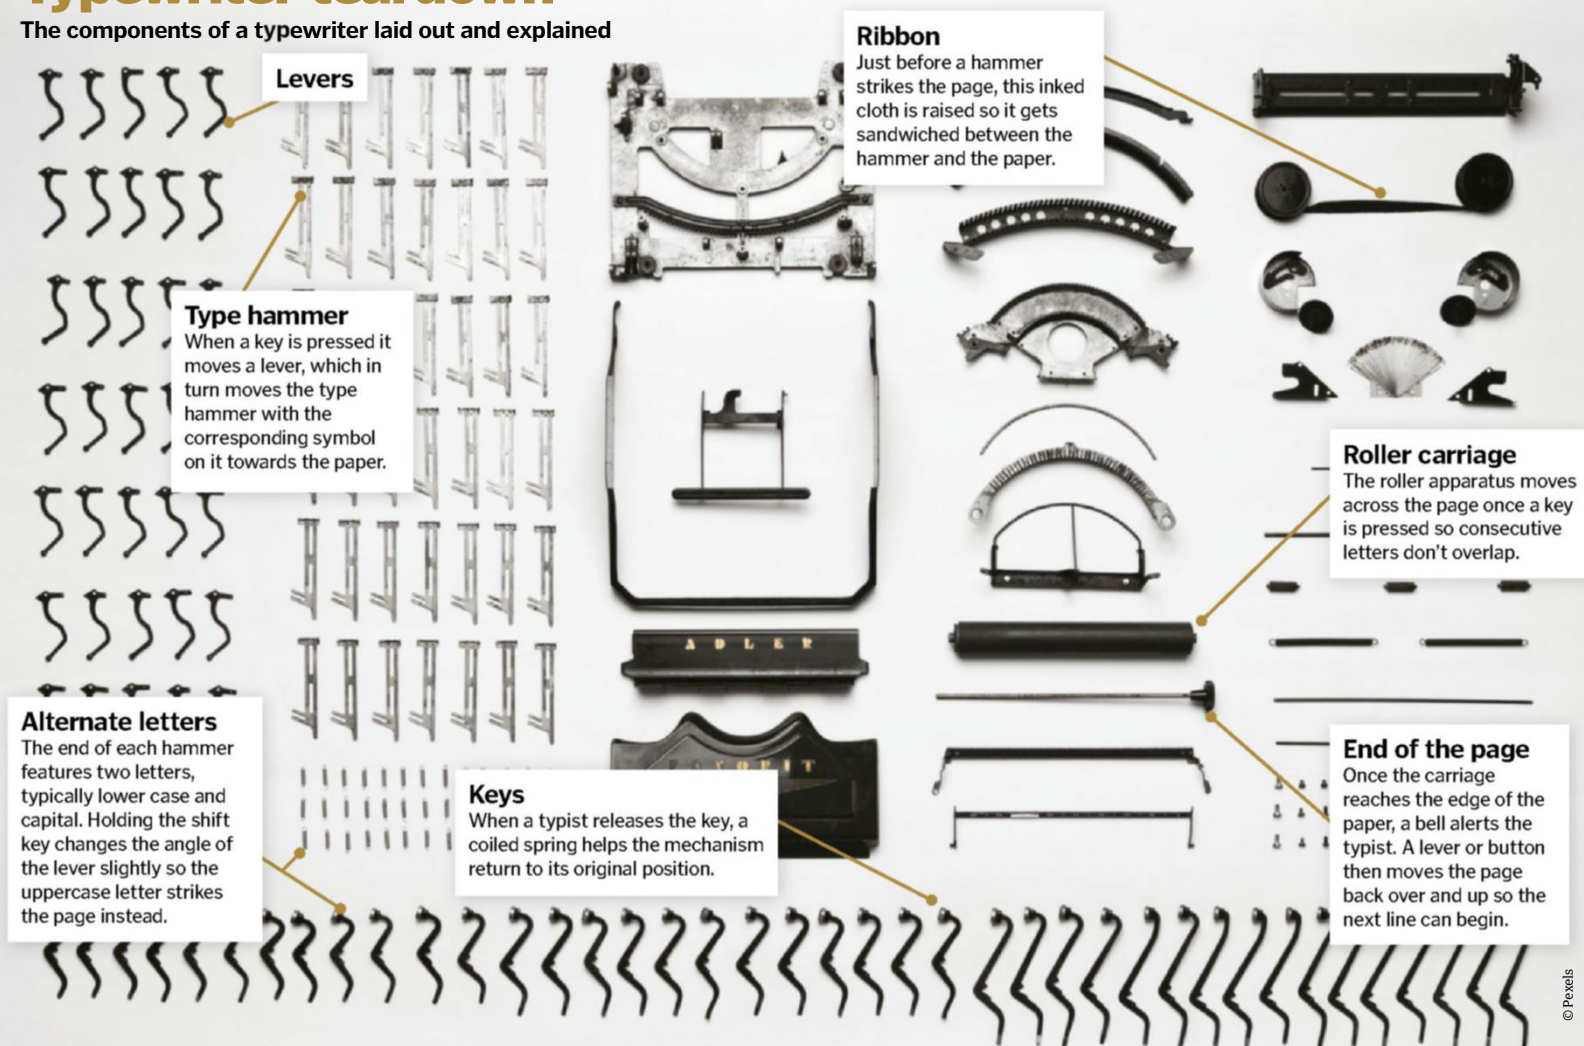 Typewriter teardown
The components of a typewriter laid out and explained
Levers
Ribbon
Just before a hammer
strikes the page, this inked
cloth is raised so it gets
sandwiched between the
hammer and the paper.
Type hammer
When a key is pressed it
moves a lever, which in
turn moves the type
hammer with the
corresponding symbol
on it towards the paper.
Roller carriage
The roller apparatus moves
across the page once a key
is pressed so consecutive
letters don't overlap.
ADLER
Alternate letters
The end of each hammer
features two letters,
typically lower case and
capital. Holding the shift
key changes the angle of
the lever slightly so the
uppercase letter strikes
the page instead.
Keys
When a typist releases the key, a
coiled spring helps the mechanism
return to its original position.
End of the page
Once the carriage
reaches the edge of the
paper, a bell alerts the
typist. A lever or button
then moves the page
back over and up so the
next line can begin.
© Pexels